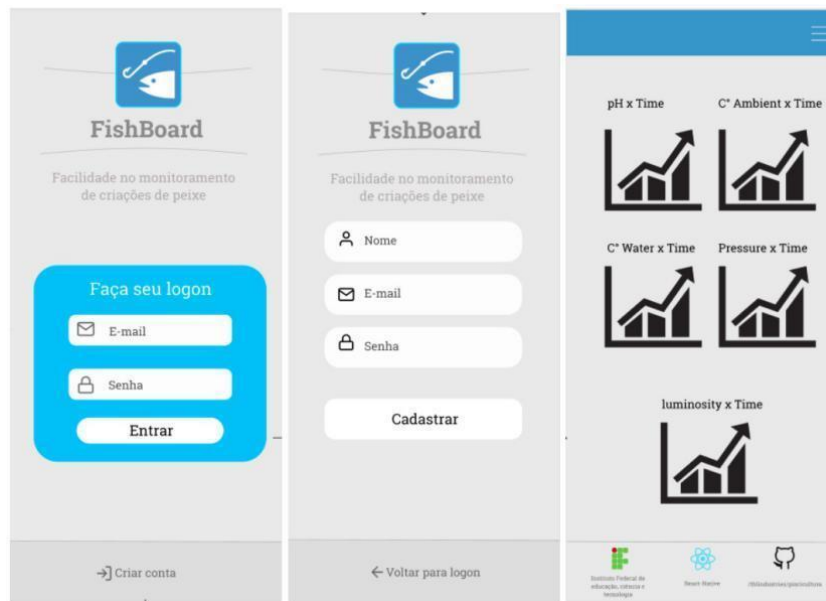 FishBoard
Facilidade no monitoramento
de criações de peixe
Faça seu logon
E-mail
Senha
Entrar
Criar conta
FishBoard
Facilidade no monitoramento
de criações de peixe
Nome
E-mail
Senha
Cadastrar
Voltar para logon
pH x Time
C° Ambient x Time
C° Water x Time
Pressure x Time
luminosity x Time
Instituto Federal de
educação, ciência e
tecnologia
React Native